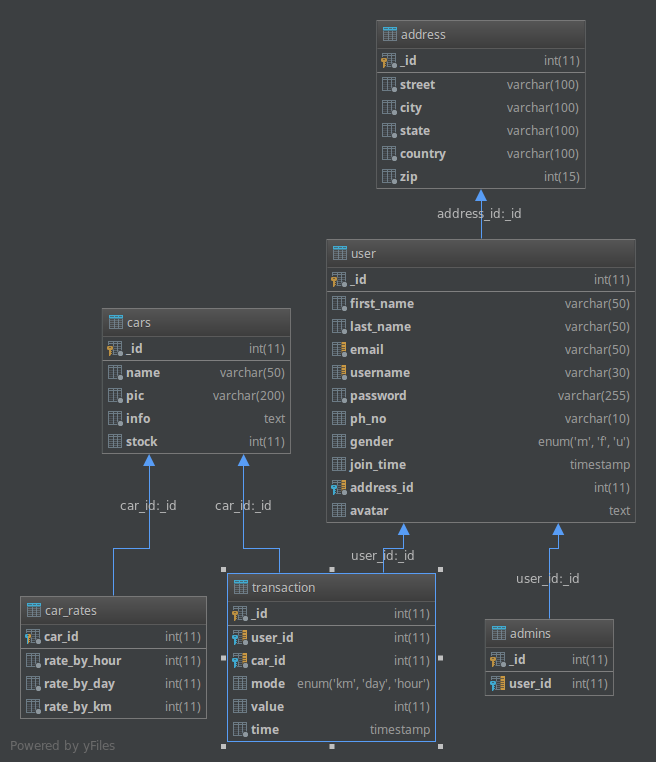 address
_id int(11)
street varchar(100)
city varchar(100)
state varchar(100)
country varchar(100)
zip int(15)
address_id:_id
user
_id int(11)
first_name varchar(50)
last_name varchar(50)
email varchar(50)
username varchar(30)
password varchar(255)
ph_no varchar(10)
gender enum('m', 'f', 'u')
join_time timestamp
address_id int(11)
avatar text
cars
_id int(11)
name varchar(50)
pic varchar(200)
info text
stock int(11)
car_id:_id
car_id:_id
user_id:_id
user_id:_id
car_rates
car_id int(11)
rate_by_hour int(11)
rate_by_day int(11)
rate_by_km int(11)
transaction
_id int(11)
user_id int(11)
car_id int(11)
mode enum('km', 'day', 'hour')
value int(11)
time timestamp
admins
_id int(11)
user_id int(11)
Powered by yFiles